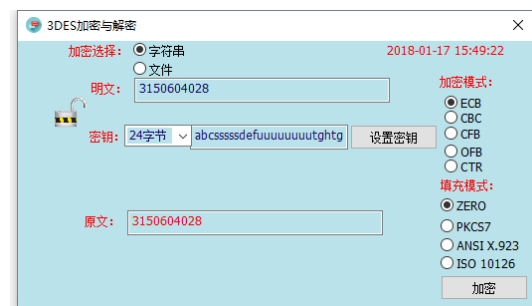 3DES加密与解密
加密选择: 字符串 2018-01-17 15:49:22
文件
明文: 3150604028
加密模式:
ECB
CBC
密钥: 24字节 abcsssssdefuuuuuuuutghtg 设置密钥
CFB
OFB
CTR
填充模式:
ZERO
原文: 3150604028
PKCS7
ANSI X.923
ISO 10126
加密